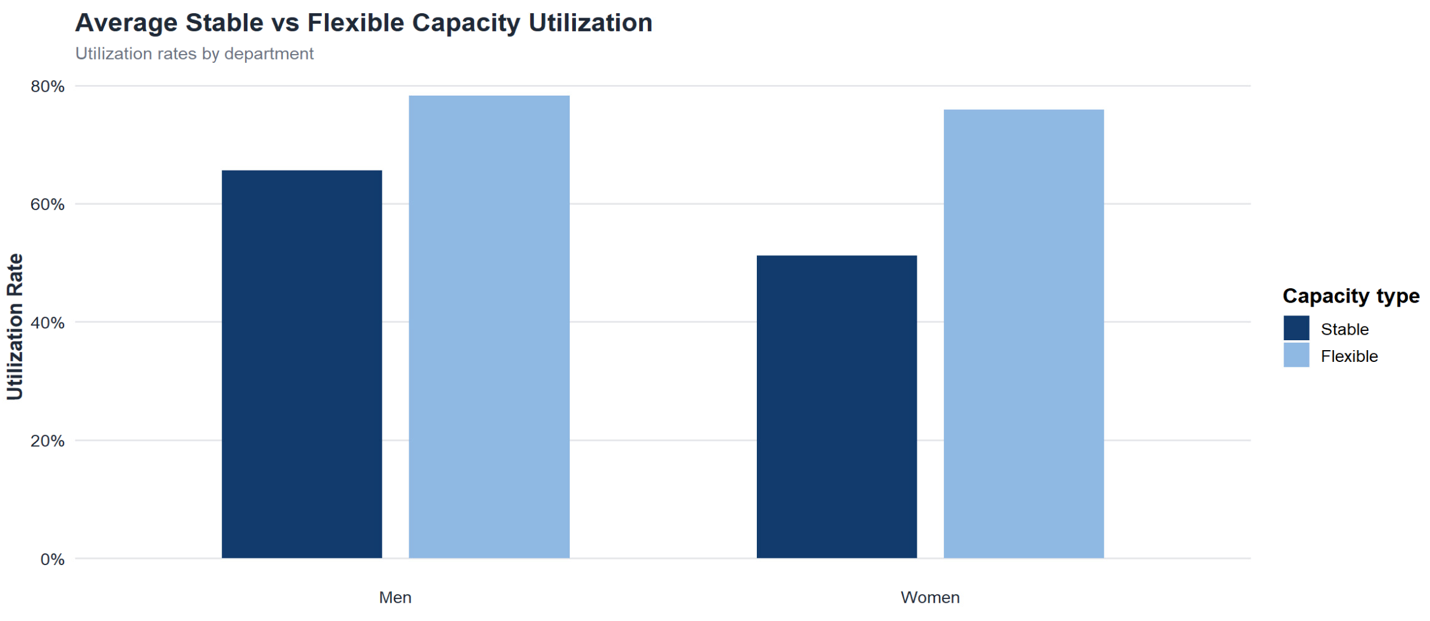 Average Stable vs Flexible Capacity Utilization
Utilization rates by department
80%
60%
40%
20%
0%
Utilization Rate
Men
Women
Capacity type
Stable
Flexible